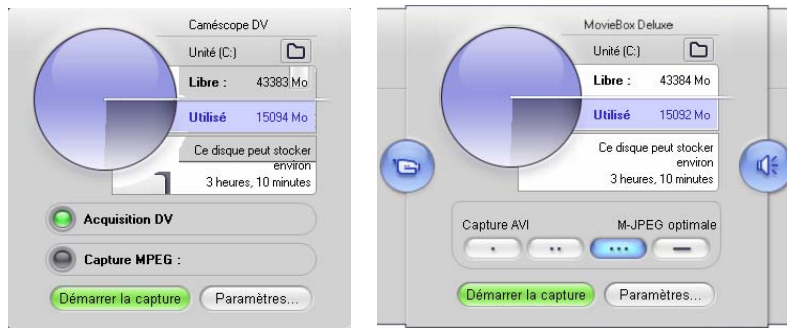 Caméscope DV
Unité (C:)
Libre : 43383 Mo
Utilisé 15094 Mo
Ce disque peut stocker
environ
3 heures, 10 minutes
Acquisition DV
Capture MPEG :
Démarrer la capture Paramètres...
MovieBox Deluxe
Unité (C:)
Libre : 43384 Mo
Utilisé 15092 Mo
Ce disque peut stocker
environ
3 heures, 10 minutes
Capture AVI M-JPEG optimale
Démarrer la capture Paramètres...